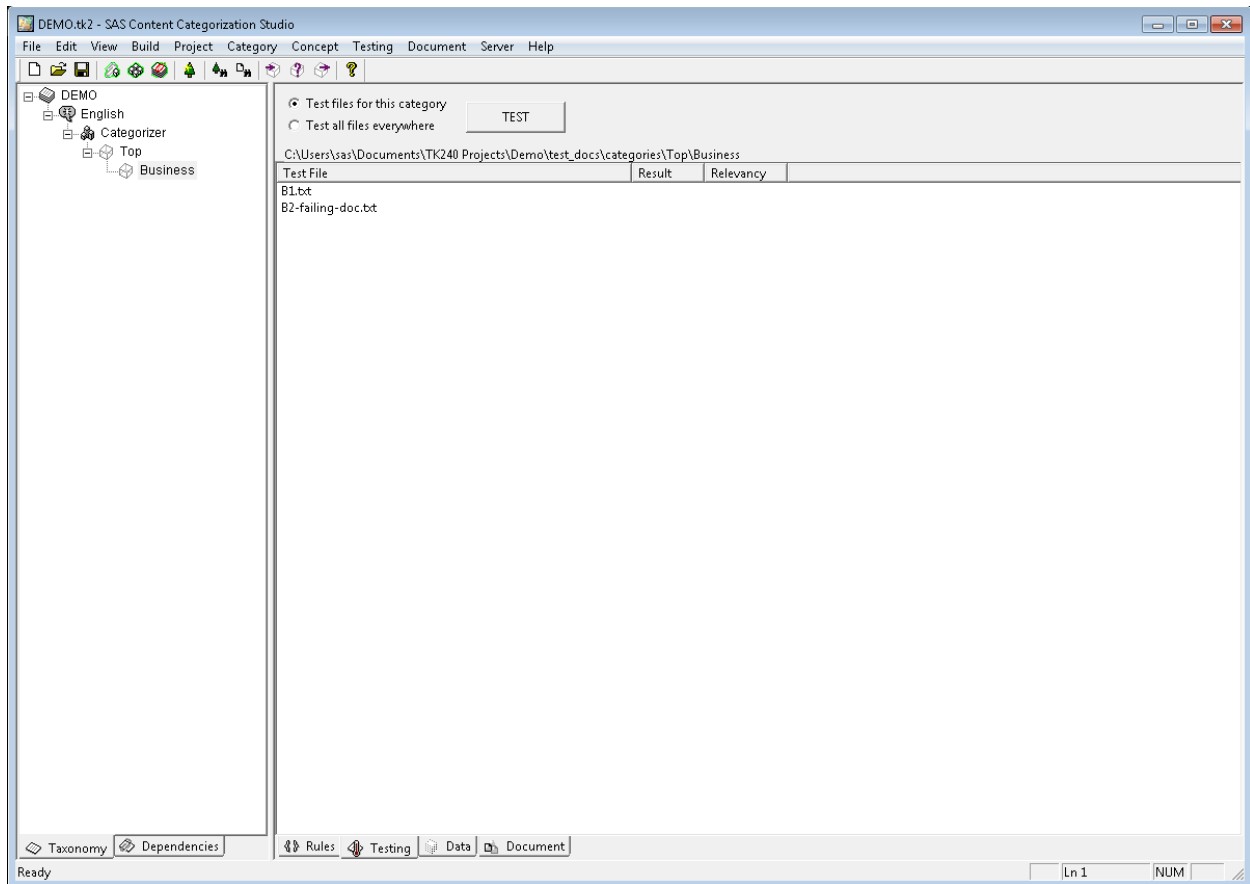 DEMO.tk2 - SAS Content Categorization Studio
File Edit View Build Project Category Concept Testing Document Server Help
DEMO
English
Categorizer
Top
Business
Test files for this category
Test all files everywhere
TEST
C:\Users\sas\Documents\TK240 Projects\Demo\test_docs\categories\Top\Business
Test File Result Relevancy
B1.txt
B2-failing-doc.txt
Taxonomy Dependencies
Rules Testing Data Document
Ready Ln 1 NUM